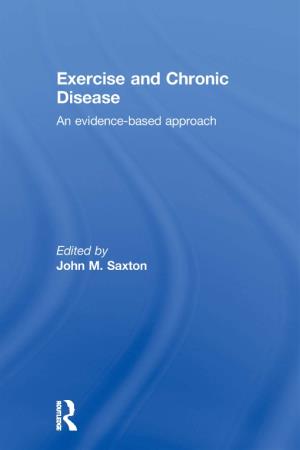 Exercise and Chronic
Disease
An evidence-based approach
Edited by
John M. Saxton
ROUTLEDGE